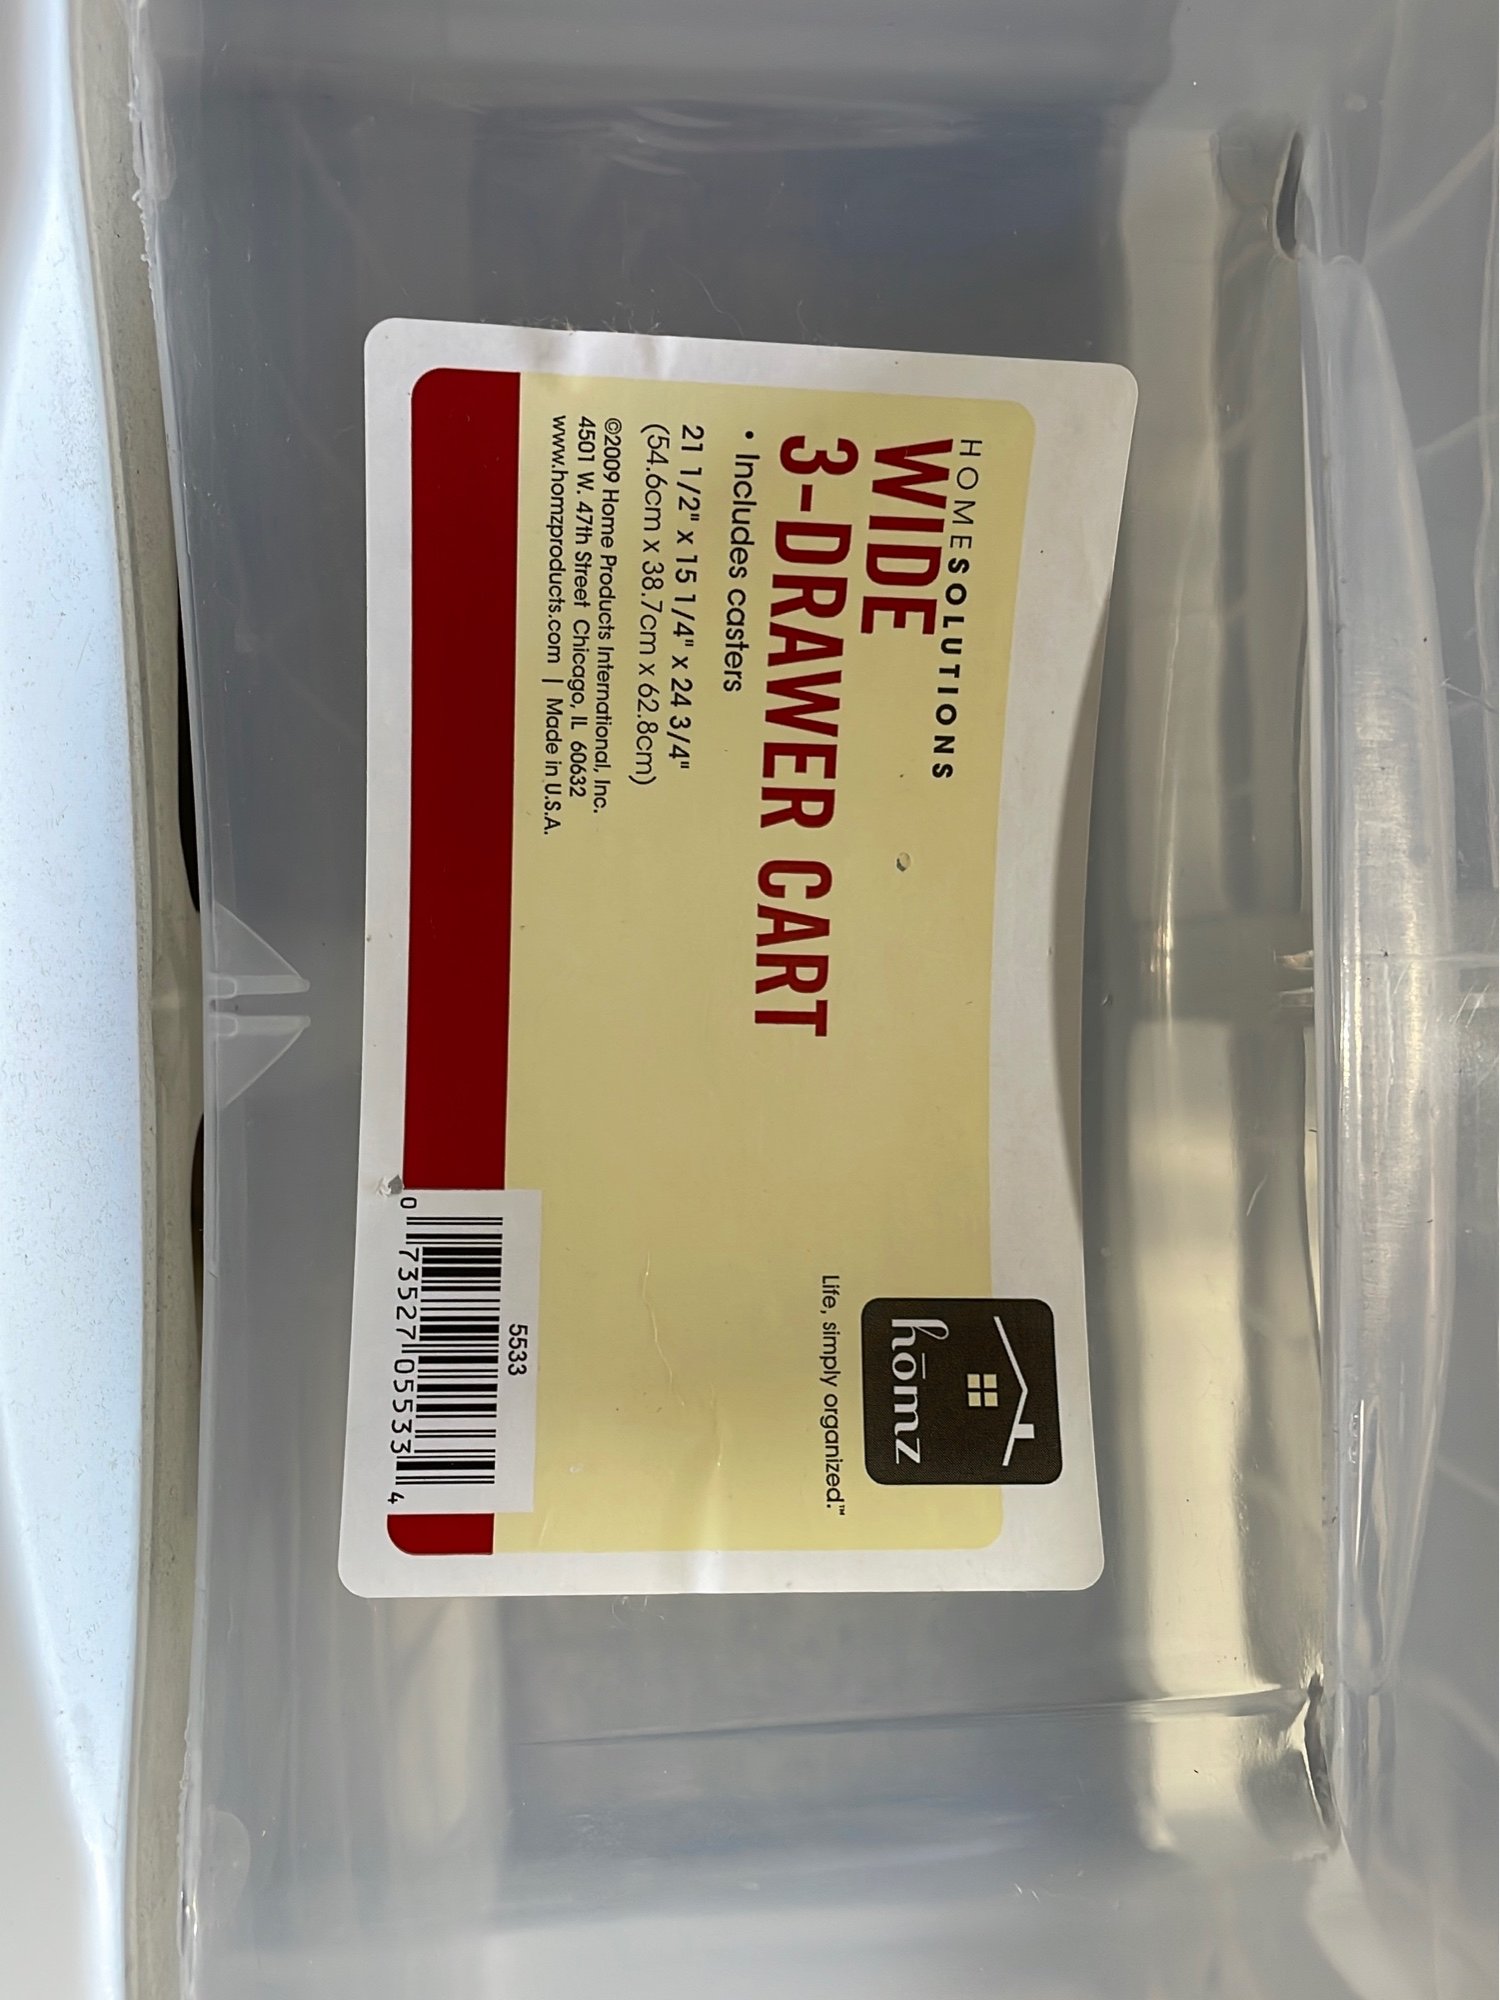 HOMESOLUTIONS
WIDE
3-DRAWER CART
• Includes casters
21 1/2" x 15 1/4" x 24 3/4"
(54.6cm x 38.7cm x 62.8cm)
©2009 Home Products International, Inc.
4501 W. 47th Street Chicago, IL 60632
www.homzproducts.com | Made in U.S.A.
hōmz
Life, simply organized.™
5533
0 73527 05533 4